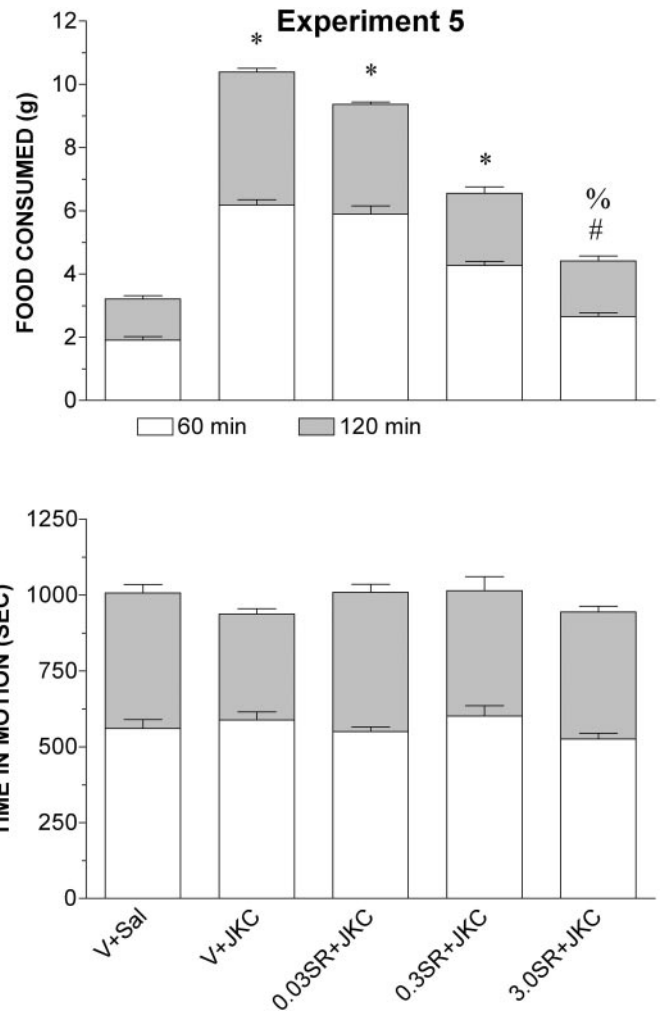 Experiment 5
FOOD CONSUMED (g)
12
10
8
6
4
2
0
*
*
*
%
#
60 min
120 min
TIME IN MOTION (SEC)
1250
1000
750
500
250
0
V+Sal
V+JKC
0.03SR+JKC
0.3SR+JKC
3.0SR+JKC